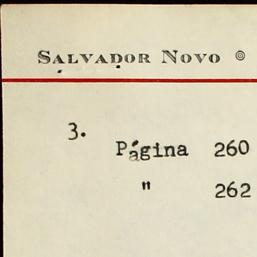 SALVADOR NOVO
3.
Página 260
" 262